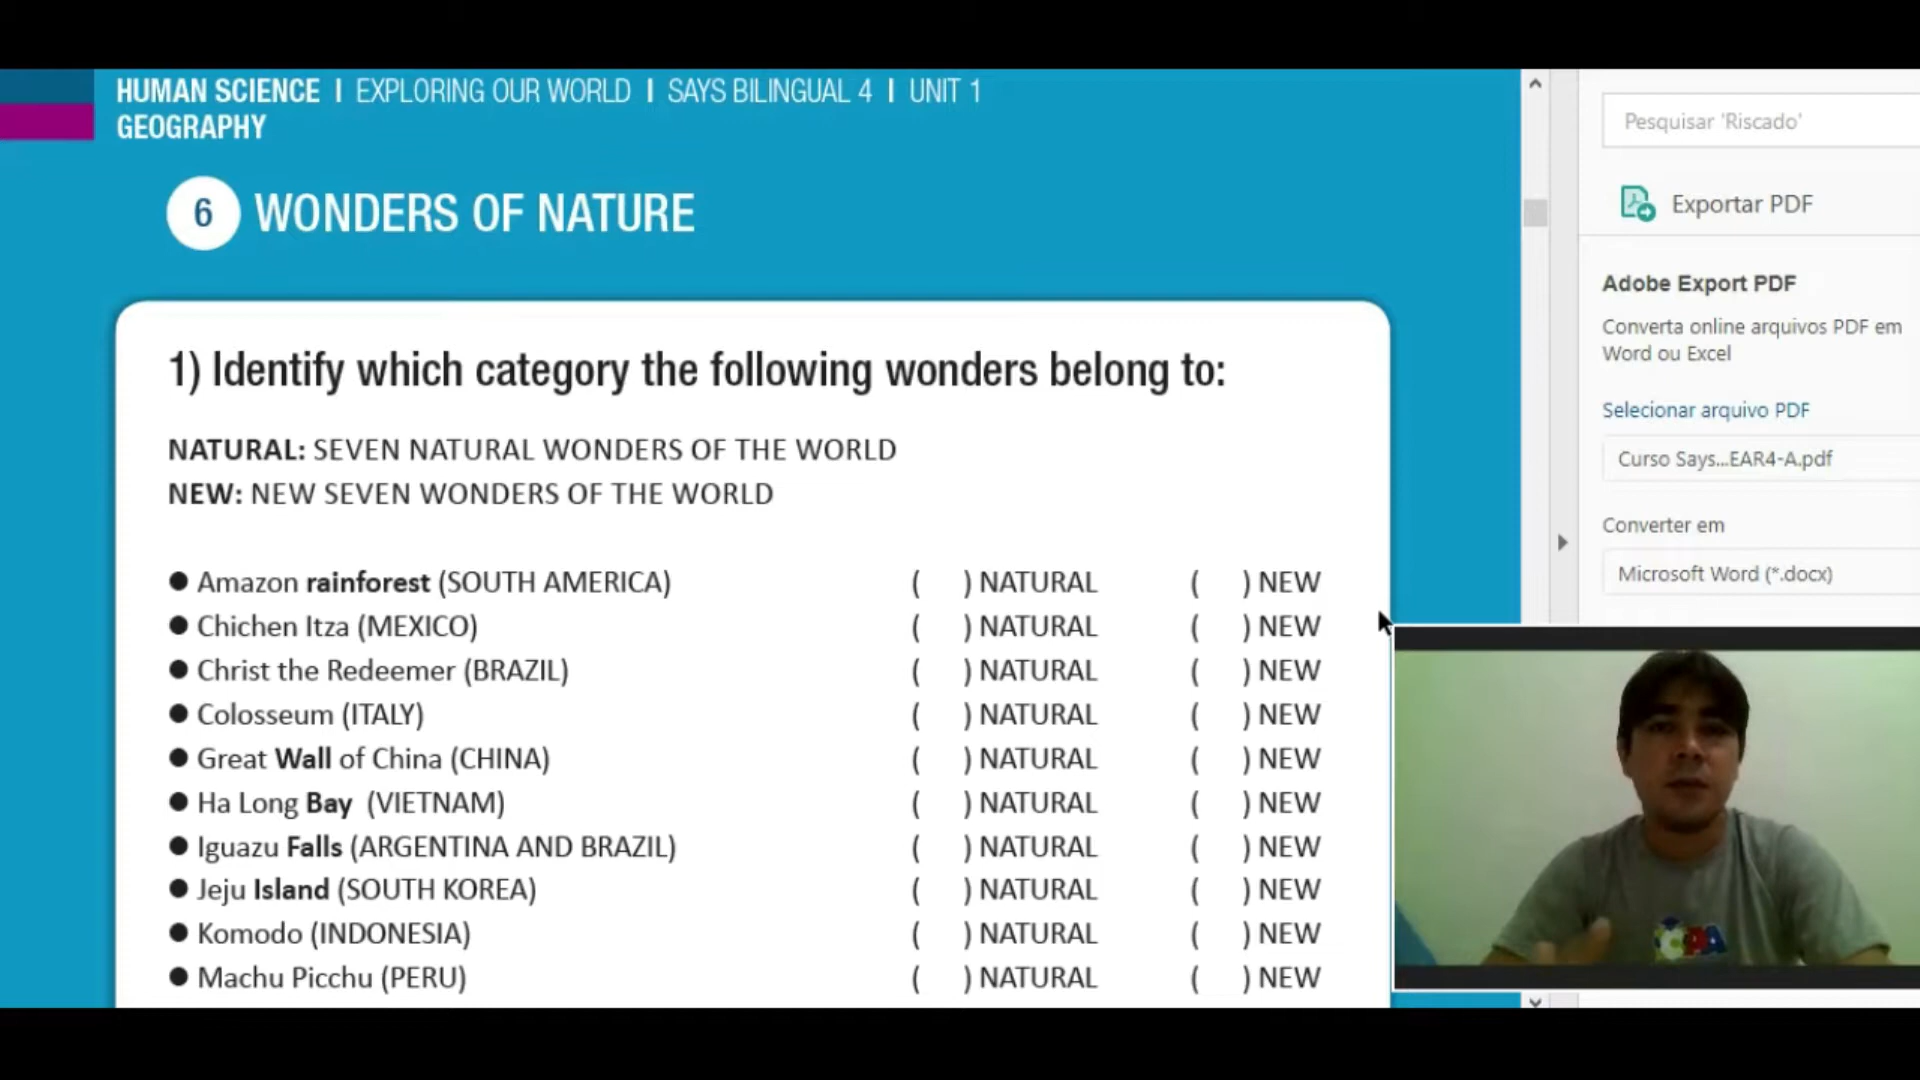 HUMAN SCIENCE | EXPLORING OUR WORLD | SAYS BILINGUAL 4 | UNIT 1
GEOGRAPHY
6 WONDERS OF NATURE
1) Identify which category the following wonders belong to:
NATURAL: SEVEN NATURAL WONDERS OF THE WORLD
NEW: NEW SEVEN WONDERS OF THE WORLD
● Amazon rainforest (SOUTH AMERICA) ( ) NATURAL ( ) NEW
● Chichen Itza (MEXICO) ( ) NATURAL ( ) NEW
● Christ the Redeemer (BRAZIL) ( ) NATURAL ( ) NEW
● Colosseum (ITALY) ( ) NATURAL ( ) NEW
● Great Wall of China (CHINA) ( ) NATURAL ( ) NEW
● Ha Long Bay (VIETNAM) ( ) NATURAL ( ) NEW
● Iguazu Falls (ARGENTINA AND BRAZIL) ( ) NATURAL ( ) NEW
● Jeju Island (SOUTH KOREA) ( ) NATURAL ( ) NEW
● Komodo (INDONESIA) ( ) NATURAL ( ) NEW
● Machu Picchu (PERU) ( ) NATURAL ( ) NEW
Pesquisar 'Riscado'
Exportar PDF
Adobe Export PDF
Converta online arquivos PDF em
Word ou Excel
Selecionar arquivo PDF
Curso Says...EAR4-A.pdf
Converter em
Microsoft Word (*.docx)